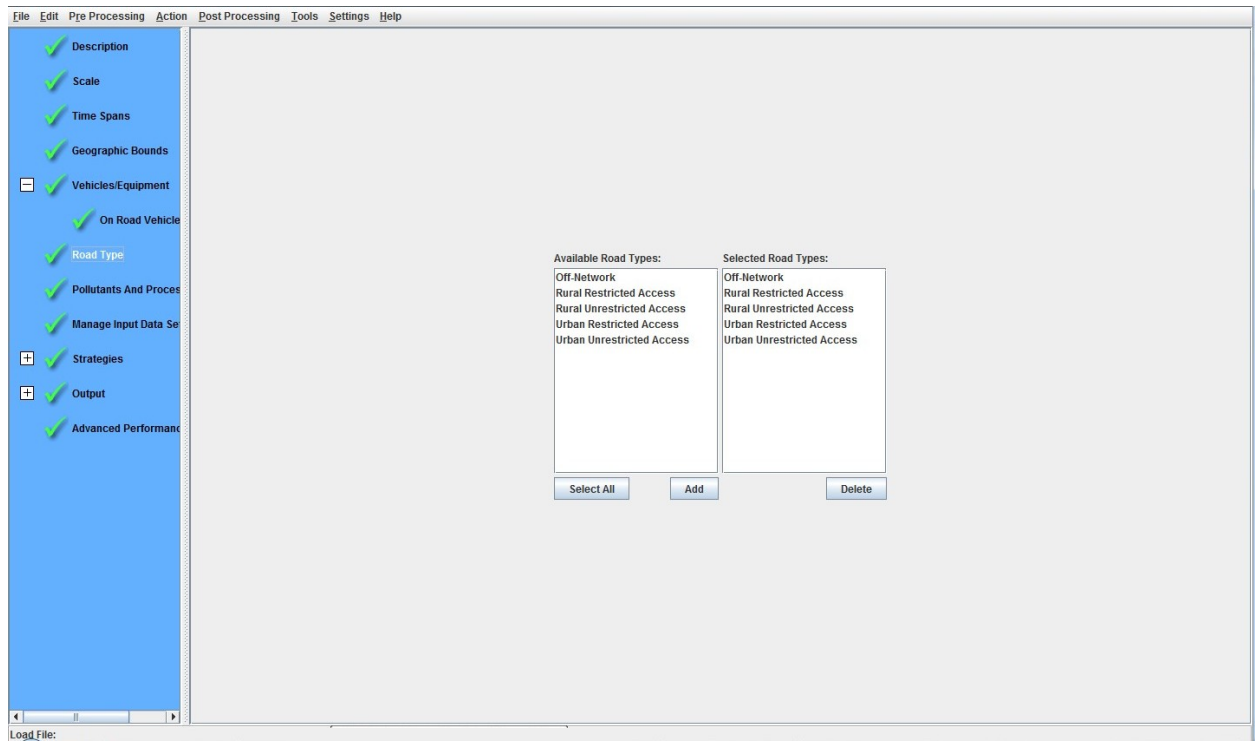 File Edit Pre Processing Action Post Processing Tools Settings Help
Description
Scale
Time Spans
Geographic Bounds
Vehicles/Equipment
On Road Vehicle
Road Type
Pollutants And Proces
Manage Input Data Se
Strategies
Output
Advanced Performanc
Available Road Types:
Off-Network
Rural Restricted Access
Rural Unrestricted Access
Urban Restricted Access
Urban Unrestricted Access
Select All Add
Selected Road Types:
Off-Network
Rural Restricted Access
Rural Unrestricted Access
Urban Restricted Access
Urban Unrestricted Access
Delete
Load File: